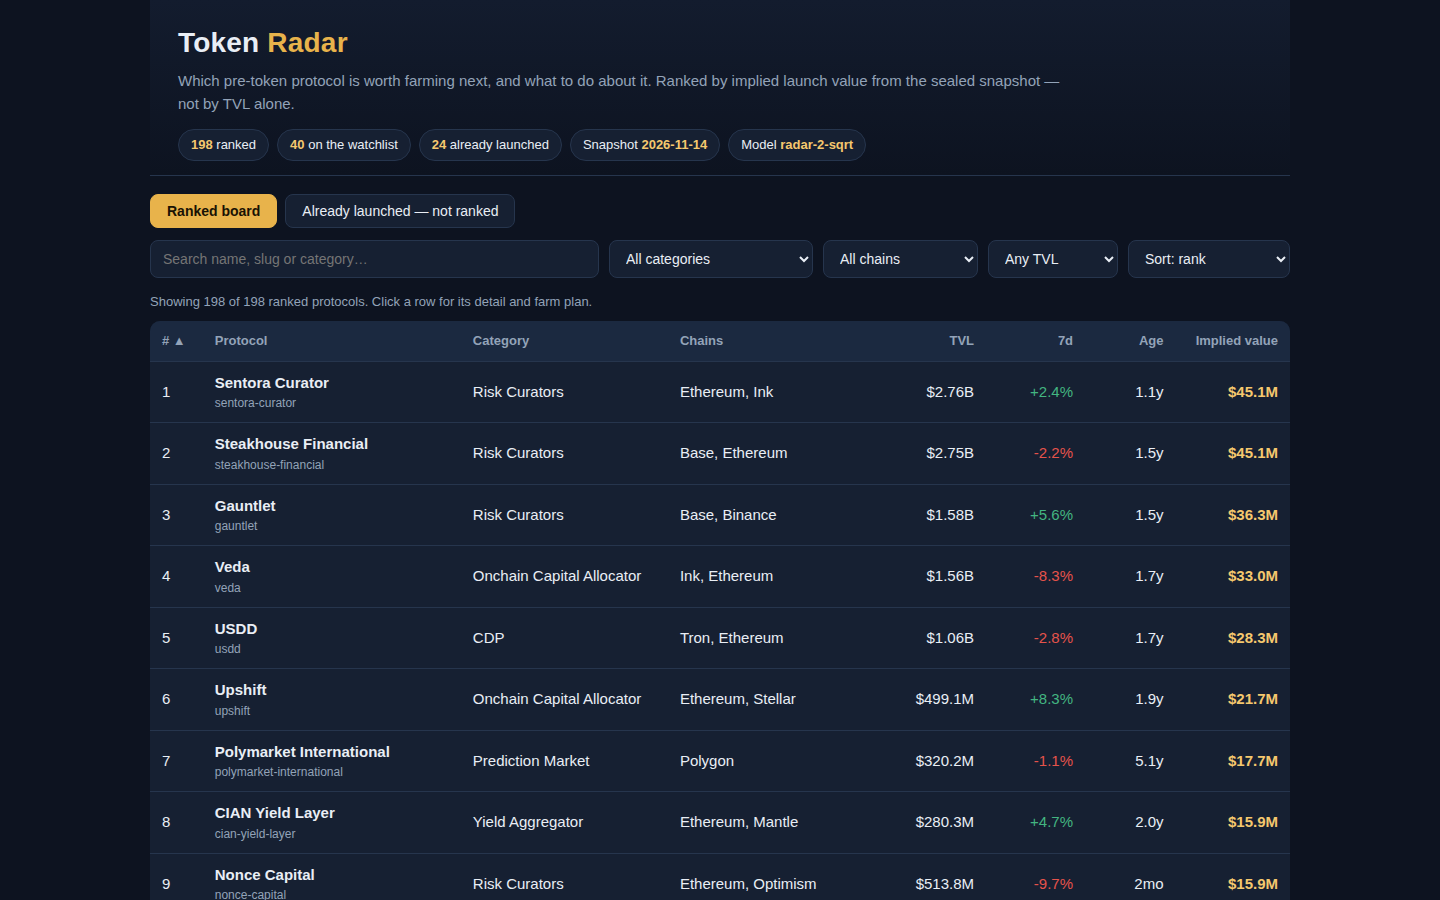 Token Radar
Which pre-token protocol is worth farming next, and what to do about it. Ranked by implied launch value from the sealed snapshot —
not by TVL alone.
198 ranked 40 on the watchlist 24 already launched Snapshot 2026-11-14 Model radar-2-sqrt
Ranked board Already launched — not ranked
Search name, slug or category… All categories All chains Any TVL Sort: rank
Showing 198 of 198 ranked protocols. Click a row for its detail and farm plan.
# ▲ Protocol Category Chains TVL 7d Age Implied value
1 Sentora Curator Risk Curators Ethereum, Ink $2.76B +2.4% 1.1y $45.1M
sentora-curator
2 Steakhouse Financial Risk Curators Base, Ethereum $2.75B -2.2% 1.5y $45.1M
steakhouse-financial
3 Gauntlet Risk Curators Base, Binance $1.58B +5.6% 1.5y $36.3M
gauntlet
4 Veda Onchain Capital Allocator Ink, Ethereum $1.56B -8.3% 1.7y $33.0M
veda
5 USDD CDP Tron, Ethereum $1.06B -2.8% 1.7y $28.3M
usdd
6 Upshift Onchain Capital Allocator Ethereum, Stellar $499.1M +8.3% 1.9y $21.7M
upshift
7 Polymarket International Prediction Market Polygon $320.2M -1.1% 5.1y $17.7M
polymarket-international
8 CIAN Yield Layer Yield Aggregator Ethereum, Mantle $280.3M +4.7% 2.0y $15.9M
cian-yield-layer
9 Nonce Capital Risk Curators Ethereum, Optimism $513.8M -9.7% 2mo $15.9M
nonce-capital